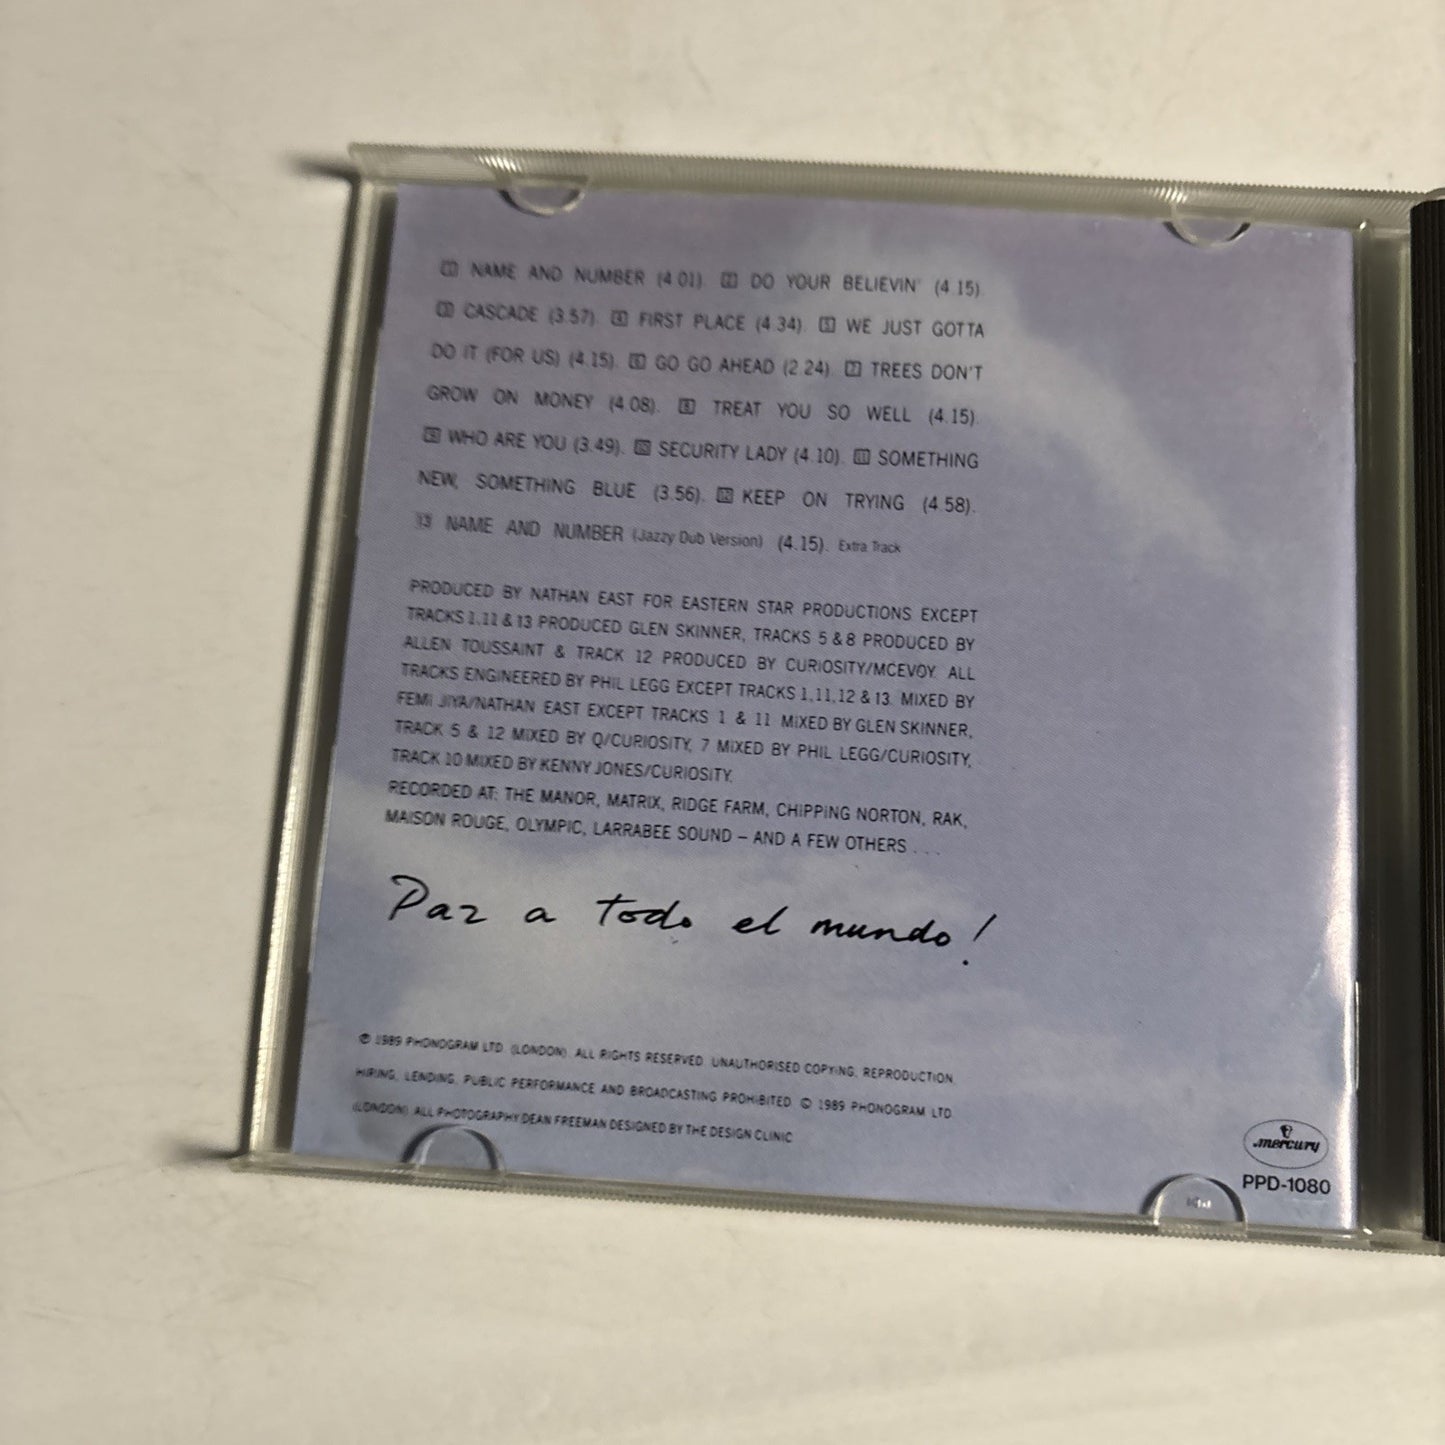 1 NAME AND NUMBER (4.01). 2 DO YOUR BELIEVIN' (4.15).
3 CASCADE (3.57). 4 FIRST PLACE (4.34). 5 WE JUST GOTTA
DO IT (FOR US) (4.15). 6 GO GO AHEAD (2.24). 7 TREES DON'T
GROW ON MONEY (4.08). 8 TREAT YOU SO WELL (4.15).
9 WHO ARE YOU (3.49). 10 SECURITY LADY (4.10). 11 SOMETHING
NEW, SOMETHING BLUE (3.56). 12 KEEP ON TRYING (4.58).
13 NAME AND NUMBER (Jazzy Dub Version) (4.15). Extra Track
PRODUCED BY NATHAN EAST FOR EASTERN STAR PRODUCTIONS EXCEPT
TRACKS 1,11 & 13 PRODUCED GLEN SKINNER, TRACKS 5 & 8 PRODUCED BY
ALLEN TOUSSAINT & TRACK 12 PRODUCED BY CURIOSITY/MCEVOY. ALL
TRACKS ENGINEERED BY PHIL LEGG EXCEPT TRACKS 1,11,12 & 13. MIXED BY
FEMI JIYA/NATHAN EAST EXCEPT TRACKS 1 & 11 MIXED BY GLEN SKINNER,
TRACK 5 & 12 MIXED BY Q/CURIOSITY, 7 MIXED BY PHIL LEGG/CURIOSITY,
TRACK 10 MIXED BY KENNY JONES/CURIOSITY.
RECORDED AT: THE MANOR, MATRIX, RIDGE FARM, CHIPPING NORTON, RAK,
MAISON ROUGE, OLYMPIC, LARRABEE SOUND – AND A FEW OTHERS . . .
Paz a todo el mundo!
℗ 1989 PHONOGRAM LTD. (LONDON). ALL RIGHTS RESERVED. UNAUTHORISED COPYING, REPRODUCTION,
HIRING, LENDING, PUBLIC PERFORMANCE AND BROADCASTING PROHIBITED. © 1989 PHONOGRAM LTD.
(LONDON). ALL PHOTOGRAPHY DEAN FREEMAN DESIGNED BY THE DESIGN CLINIC
mercury
PPD-1080